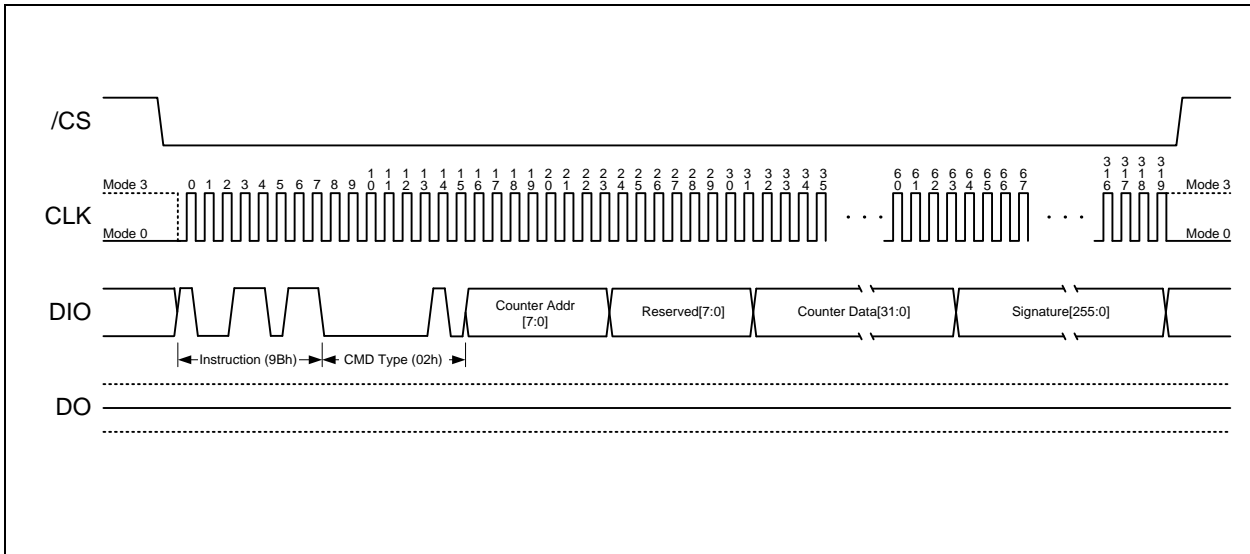 /CS
Mode 3
0 1 2 3 4 5 6 7 8 9 10 11 12 13 14 15 16 17 18 19 20 21 22 23 24 25 26 27 28 29 30 31 32 33 34 35 60 61 62 63 64 65 66 67 316 317 318 319
Mode 3
CLK
. . .
. . .
Mode 0
Mode 0
DIO
Counter Addr
[7:0]
Reserved[7:0]
Counter Data[31:0]
Signature[255:0]
Instruction (9Bh)
CMD Type (02h)
DO